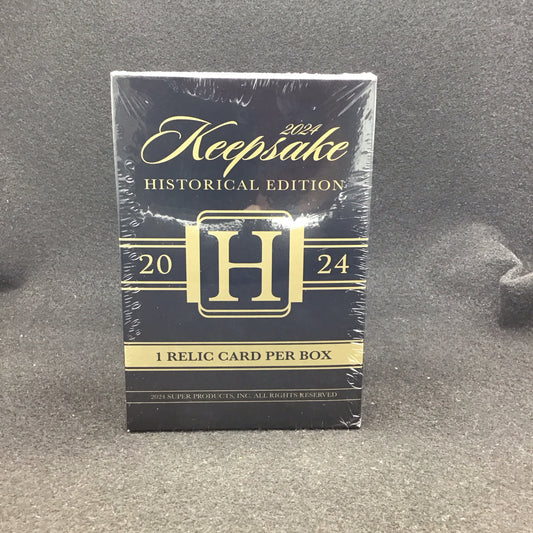 2024
Keepsake
HISTORICAL EDITION
20 H 24
1 RELIC CARD PER BOX
2024 SUPER PRODUCTS, INC. ALL RIGHTS RESERVED